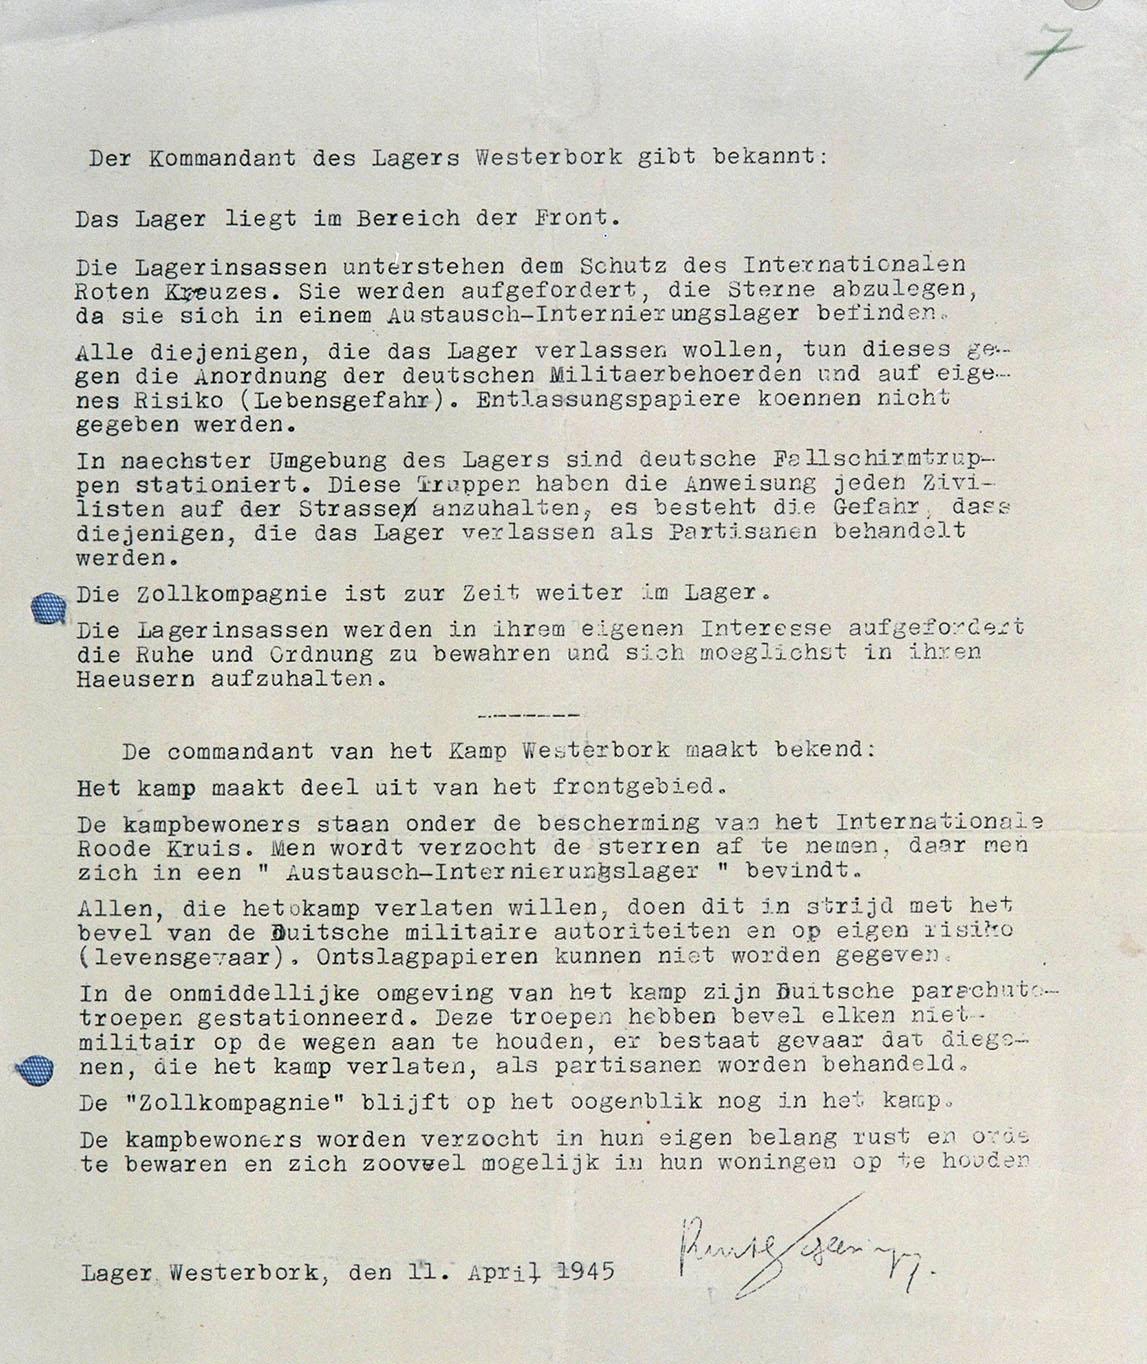 7
Der Kommandant des Lagers Westerbork gibt bekannt:
Das Lager liegt im Bereich der Front.
Die Lagerinsassen unterstehen dem Schutz des Internationalen
Roten Kreuzes. Sie werden aufgefordert, die Sterne abzulegen,
da sie sich in einem Austausch-Internierungslager befinden.
Alle diejenigen, die das Lager verlassen wollen, tun dieses ge-
gen die Anordnung der deutschen Militaerbehoerden und auf eige-
nes Risiko (Lebensgefahr). Entlassungspapiere koennen nicht
gegeben werden.
In naechster Umgebung des Lagers sind deutsche Fallschirmtrup-
pen stationiert. Diese Truppen haben die Anweisung jeden Zivi-
listen auf der Strasse anzuhalten, es besteht die Gefahr, dass
diejenigen, die das Lager verlassen als Partisanen behandelt
werden.
Die Zollkompagnie ist zur Zeit weiter im Lager.
Die Lagerinsassen werden in ihrem eigenen Interesse aufgefordert
die Ruhe und Ordnung zu bewahren und sich moeglichst in ihren
Haeusern aufzuhalten.
-------
De commandant van het Kamp Westerbork maakt bekend:
Het kamp maakt deel uit van het frontgebied.
De kampbewoners staan onder de bescherming van het Internationale
Roode Kruis. Men wordt verzocht de sterren af te nemen, daar men
zich in een " Austausch-Internierungslager " bevindt.
Allen, die het kamp verlaten willen, doen dit in strijd met het
bevel van de Duitsche militaire autoriteiten en op eigen risiko
(levensgevaar). Ontslagpapieren kunnen niet worden gegeven.
In de onmiddellijke omgeving van het kamp zijn Duitsche parachute-
troepen gestationneerd. Deze troepen hebben bevel elken niet-
militair op de wegen aan te houden, er bestaat gevaar dat diege-
nen, die het kamp verlaten, als partisanen worden behandeld.
De "Zollkompagnie" blijft op het oogenblik nog in het kamp.
De kampbewoners worden verzocht in hun eigen belang rust en orde
te bewaren en zich zooveel mogelijk in hun woningen op te houden
Lager Westerbork, den 11. April 1945